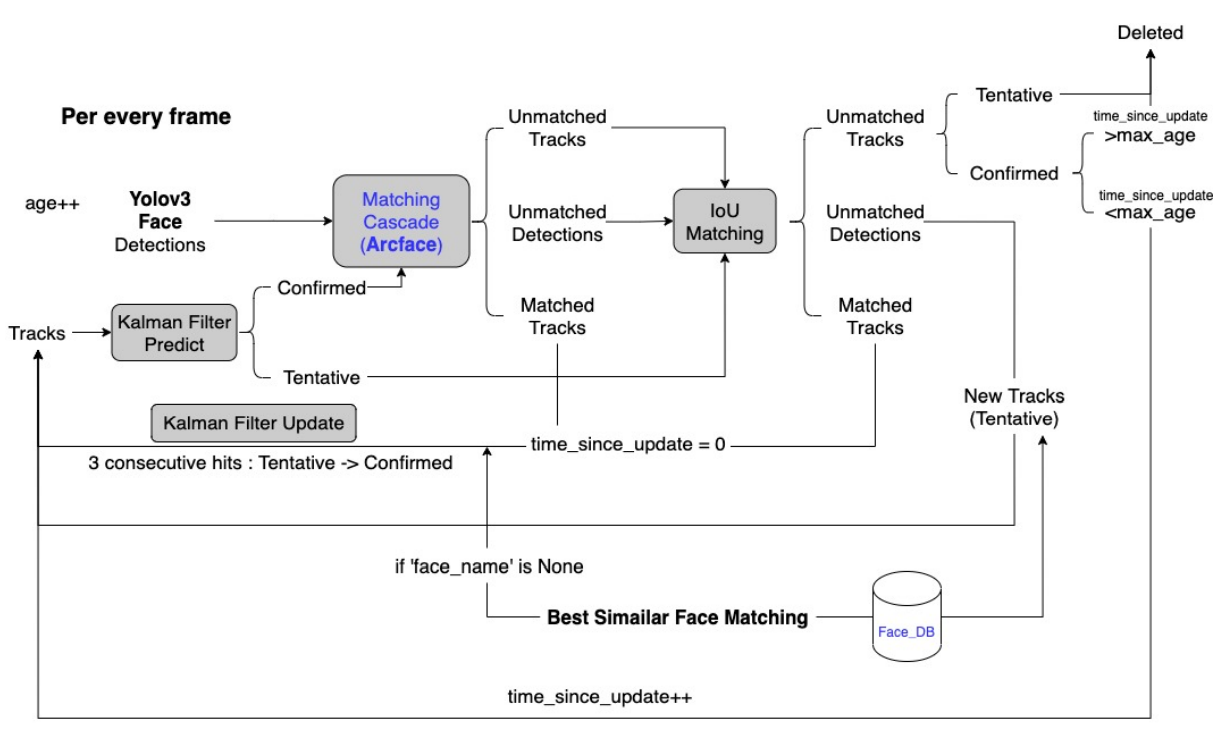 Deleted
Per every frame
Unmatched
Tracks
Unmatched
Tracks
Tentative
time_since_update
>max_age
Confirmed
age++
Yolov3
Face
Detections
Matching
Cascade
(Arcface)
Unmatched
Detections
IoU
Matching
Unmatched
Detections
time_since_update
<max_age
Confirmed
Tracks
Kalman Filter
Predict
Matched
Tracks
Matched
Tracks
Tentative
Kalman Filter Update
New Tracks
(Tentative)
time_since_update = 0
3 consecutive hits : Tentative -> Confirmed
if 'face_name' is None
Best Simailar Face Matching
Face_DB
time_since_update++